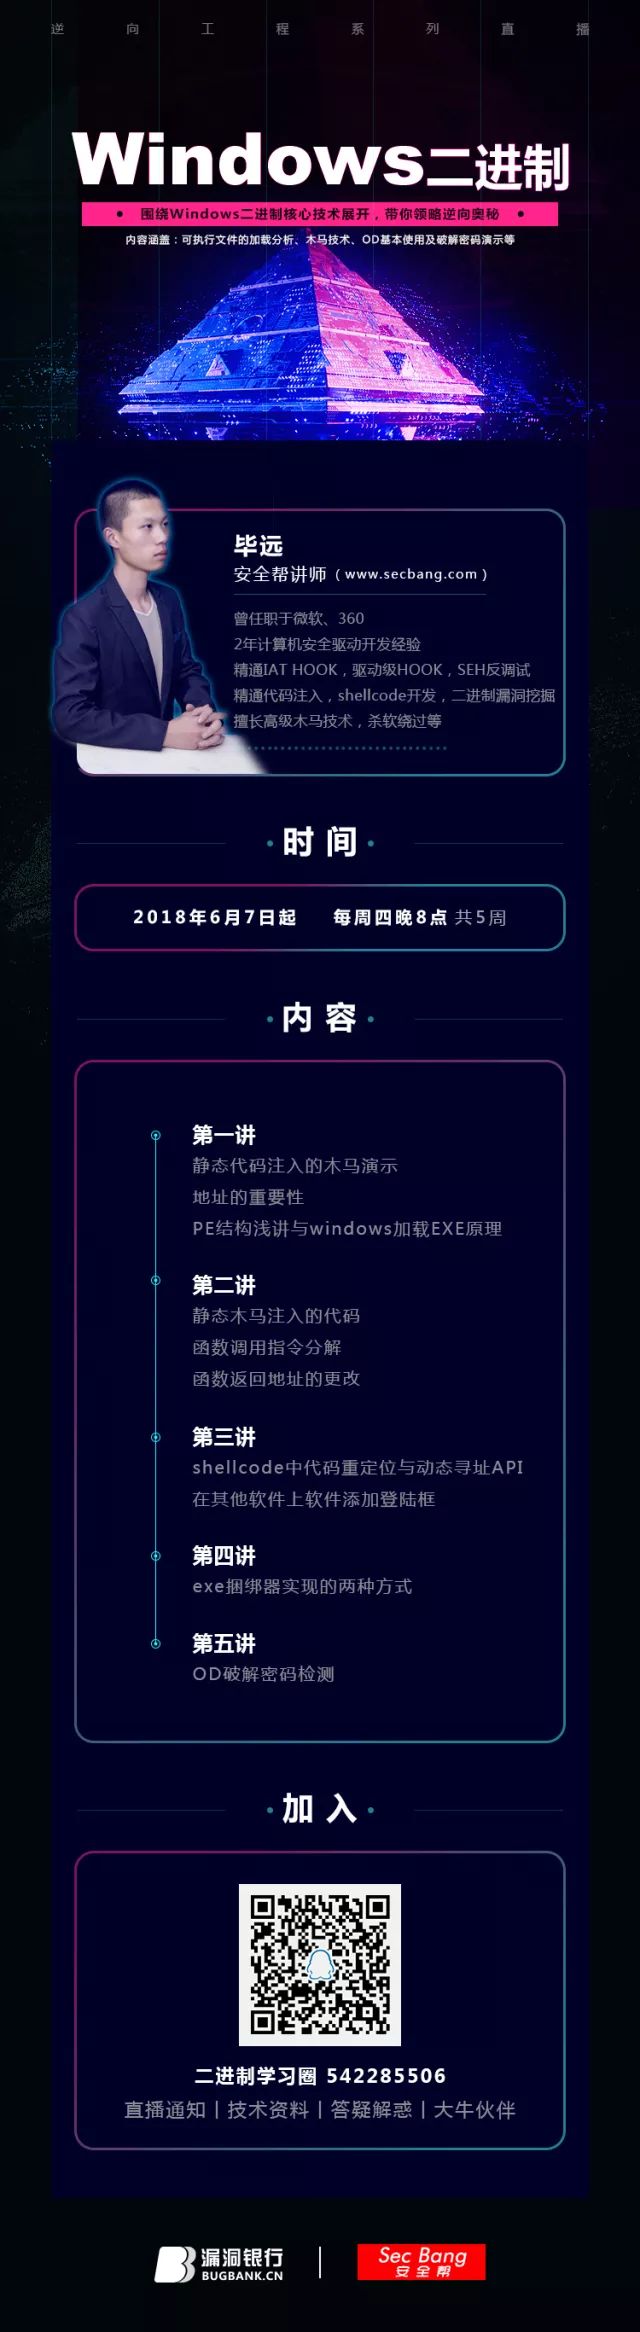 逆向工程系列直播
Windows二进制
• 围绕Windows二进制核心技术展开，带你领略逆向奥秘 •
内容涵盖：可执行文件的加载分析、木马技术、OD基本使用及破解密码演示等
毕远
安全帮讲师（www.secbang.com）
曾任职于微软、360
2年计算机安全驱动开发经验
精通IAT HOOK，驱动级HOOK，SEH反调试
精通代码注入，shellcode开发，二进制漏洞挖掘
擅长高级木马技术，杀软绕过等
时间
2018年6月7日起 每周四晚8点 共5周
内容
第一讲
静态代码注入的木马演示
地址的重要性
PE结构浅讲与windows加载EXE原理
第二讲
静态木马注入的代码
函数调用指令分解
函数返回地址的更改
第三讲
shellcode中代码重定位与动态寻址API
在其他软件上软件添加登陆框
第四讲
exe捆绑器实现的两种方式
第五讲
OD破解密码检测
加入
二进制学习圈 542285506
直播通知丨技术资料丨答疑解惑丨大牛伙伴
漏洞银行
BUGBANK.CN
Sec Bang
安全帮